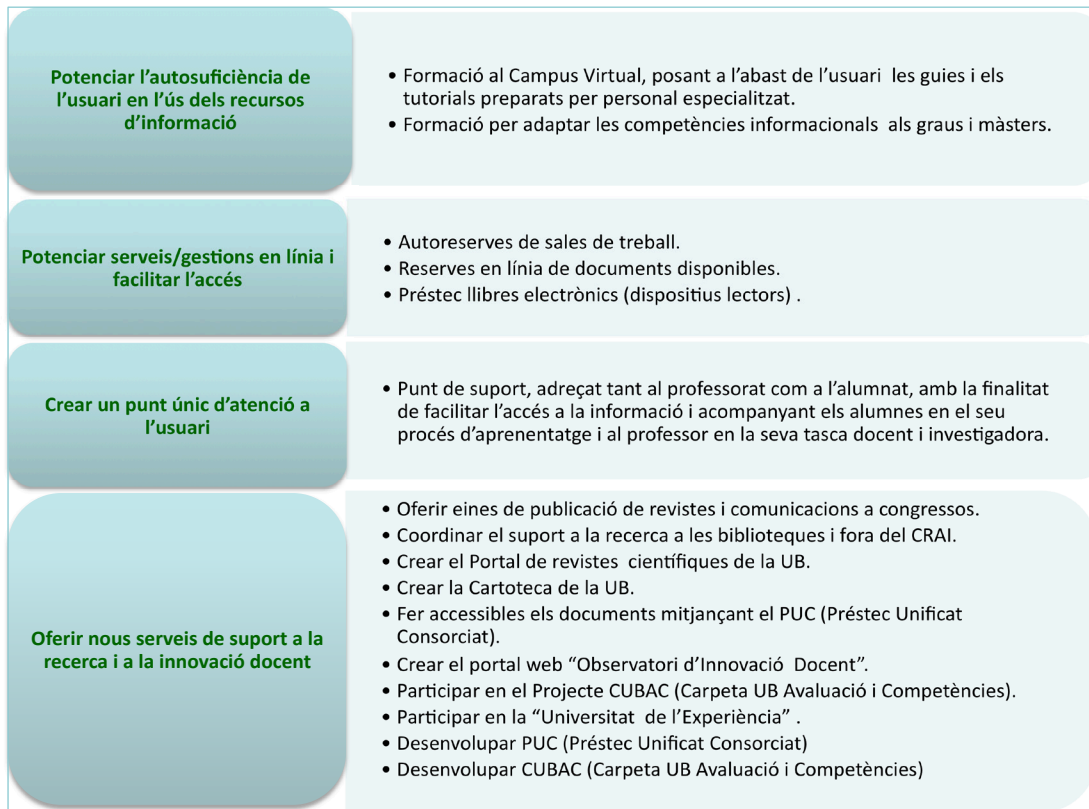 Potenciar l'autosuficiència de
l'usuari en l'ús dels recursos
d'informació
• Formació al Campus Virtual, posant a l'abast de l'usuari les guies i els
tutorials preparats per personal especialitzat.
• Formació per adaptar les competències informacionals als graus i màsters.
Potenciar serveis/gestions en línia i
facilitar l'accés
• Autoreserves de sales de treball.
• Reserves en línia de documents disponibles.
• Préstec llibres electrònics (dispositius lectors) .
Crear un punt únic d'atenció a
l'usuari
• Punt de suport, adreçat tant al professorat com a l'alumnat, amb la finalitat
de facilitar l'accés a la informació i acompanyant els alumnes en el seu
procés d'aprenentatge i al professor en la seva tasca docent i investigadora.
Oferir nous serveis de suport a la
recerca i a la innovació docent
• Oferir eines de publicació de revistes i comunicacions a congressos.
• Coordinar el suport a la recerca a les biblioteques i fora del CRAI.
• Crear el Portal de revistes científiques de la UB.
• Crear la Cartoteca de la UB.
• Fer accessibles els documents mitjançant el PUC (Préstec Unificat
Consorciat).
• Crear el portal web “Observatori d'Innovació Docent”.
• Participar en el Projecte CUBAC (Carpeta UB Avaluació i Competències).
• Participar en la “Universitat de l'Experiència” .
• Desenvolupar PUC (Préstec Unificat Consorciat)
• Desenvolupar CUBAC (Carpeta UB Avaluació i Competències)